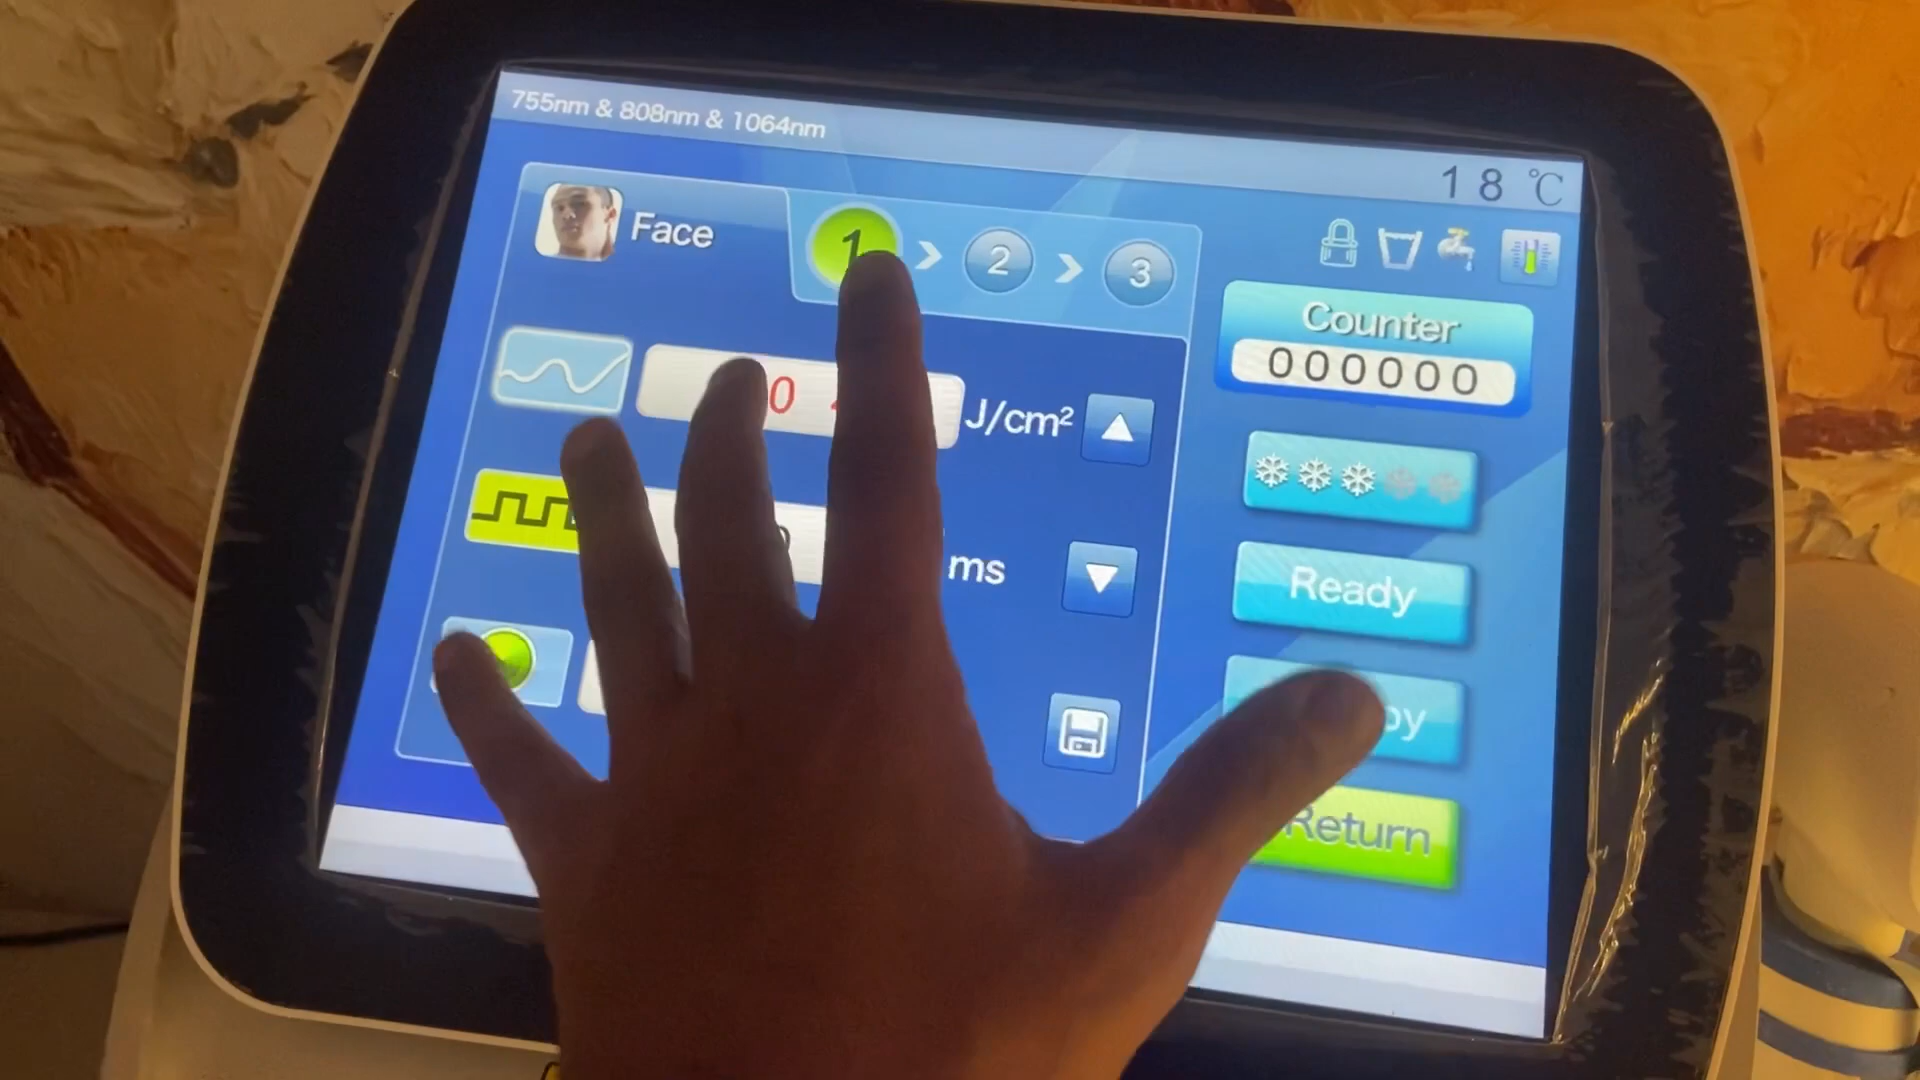 755nm & 808nm & 1064nm
18 ℃
Face
1
2
3
Counter
000000
J/cm²
ms
Ready
Return